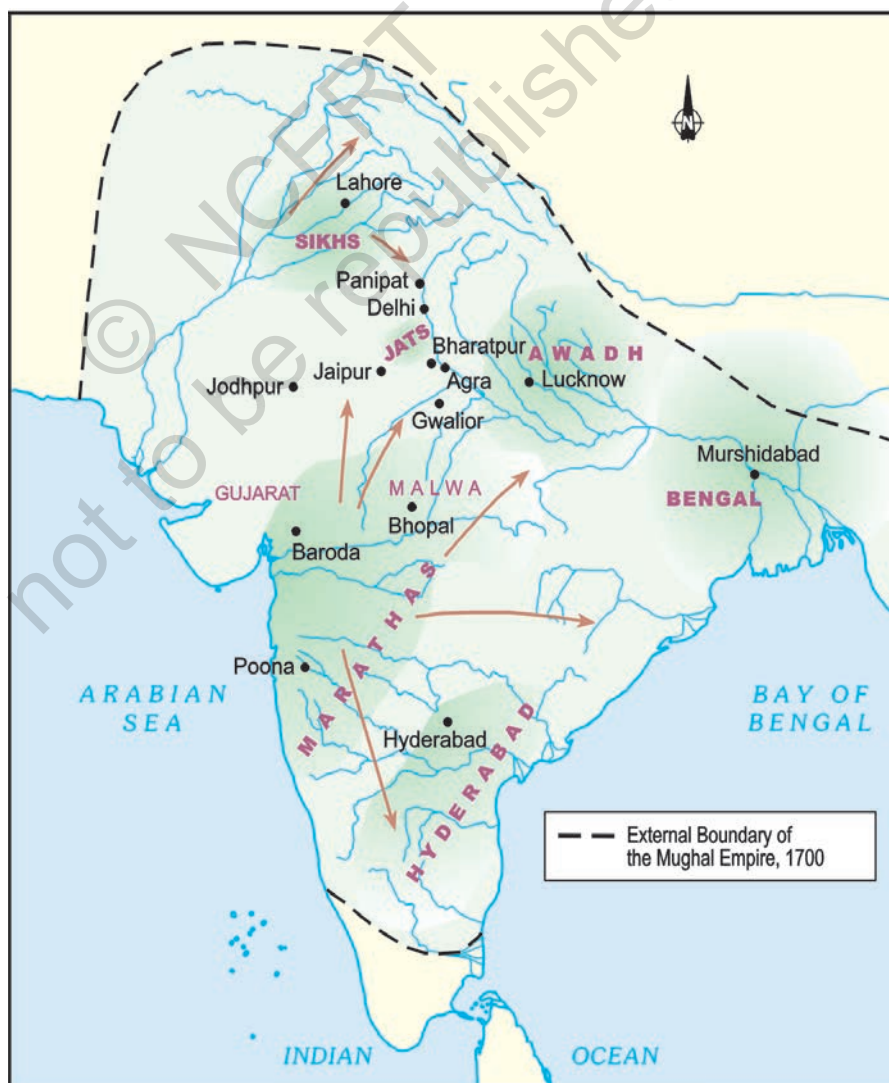 © NCERT
not to be republishe
N
Lahore
SIKHS
Panipat
Delhi
JATS
Bharatpur
AWADH
Jodhpur
Jaipur
Agra
Lucknow
Gwalior
Murshidabad
GUJARAT
MALWA
BENGAL
Bhopal
Baroda
MARATHAS
Poona
ARABIAN
SEA
BAY OF
BENGAL
Hyderabad
HYDERABAD
External Boundary of
the Mughal Empire, 1700
INDIAN
OCEAN